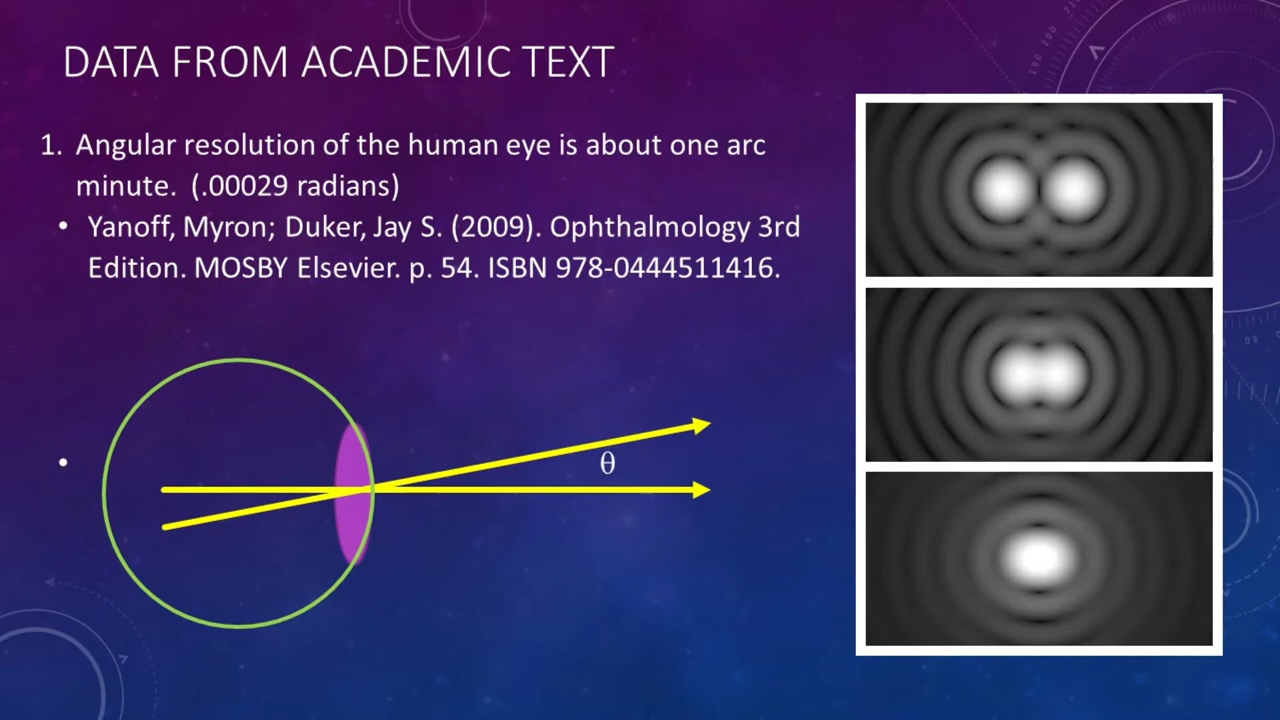 DATA FROM ACADEMIC TEXT
1. Angular resolution of the human eye is about one arc
minute. (.00029 radians)
• Yanoff, Myron; Duker, Jay S. (2009). Ophthalmology 3rd
Edition. MOSBY Elsevier. p. 54. ISBN 978-0444511416.
•
θ